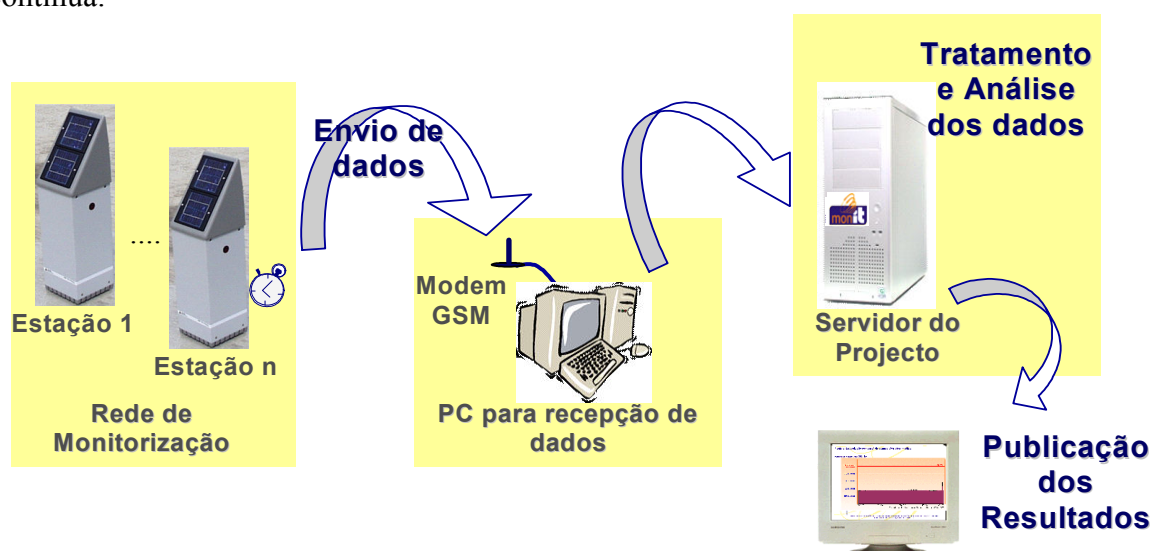 Tratamento
e Análise
dos dados
Envio de
dados
monit
....
Modem
GSM
Estação 1
Estação n
Servidor do
Projecto
Rede de
Monitorização
PC para recepção de
dados
Publicação
dos
Resultados